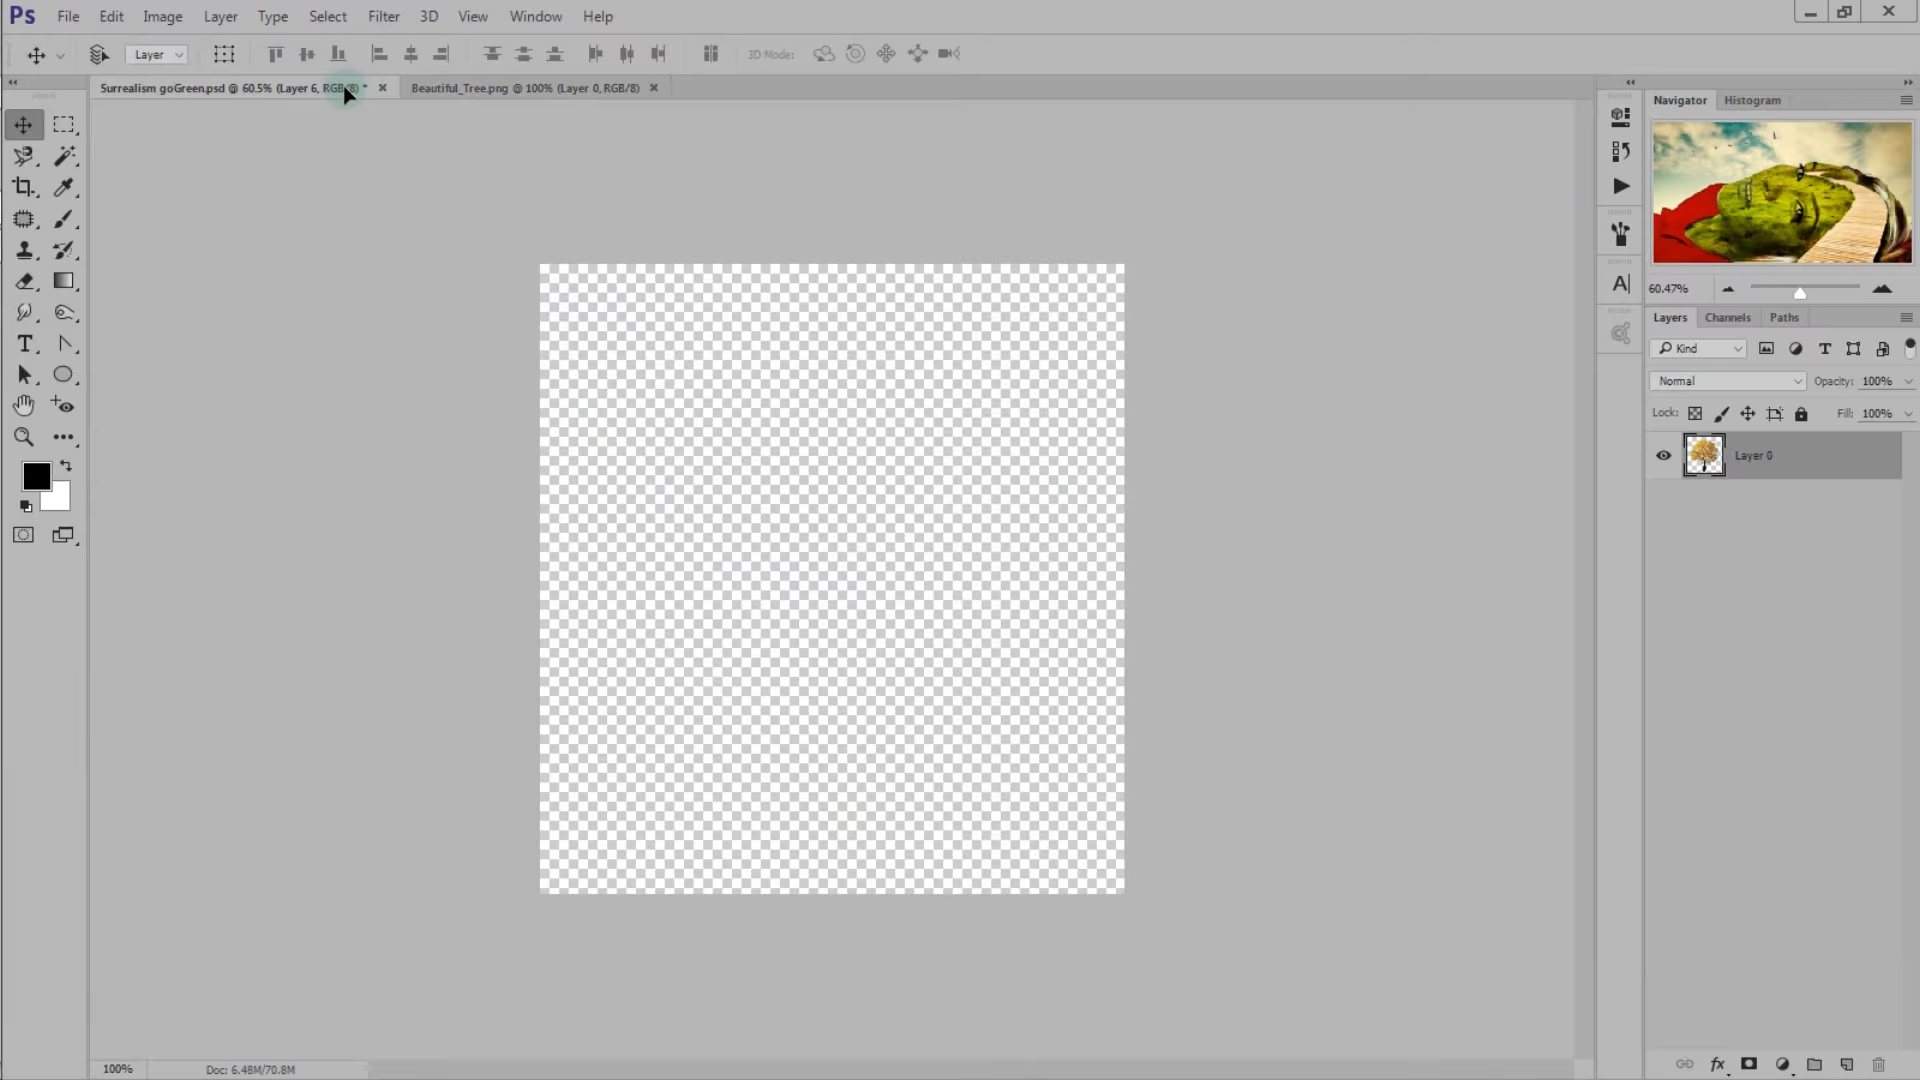 Ps File Edit Image Layer Type Select Filter 3D View Window Help
Layer 3D Mode:
Surrealism goGreen.psd @ 60.5% (Layer 6, RGB/8) * Beautiful_Tree.png @ 100% (Layer 0, RGB/8)
Navigator Histogram
60.47%
Layers Channels Paths
Kind
Normal Opacity: 100%
Lock: Fill: 100%
Layer 0
100% Doc: 6.48M/70.8M